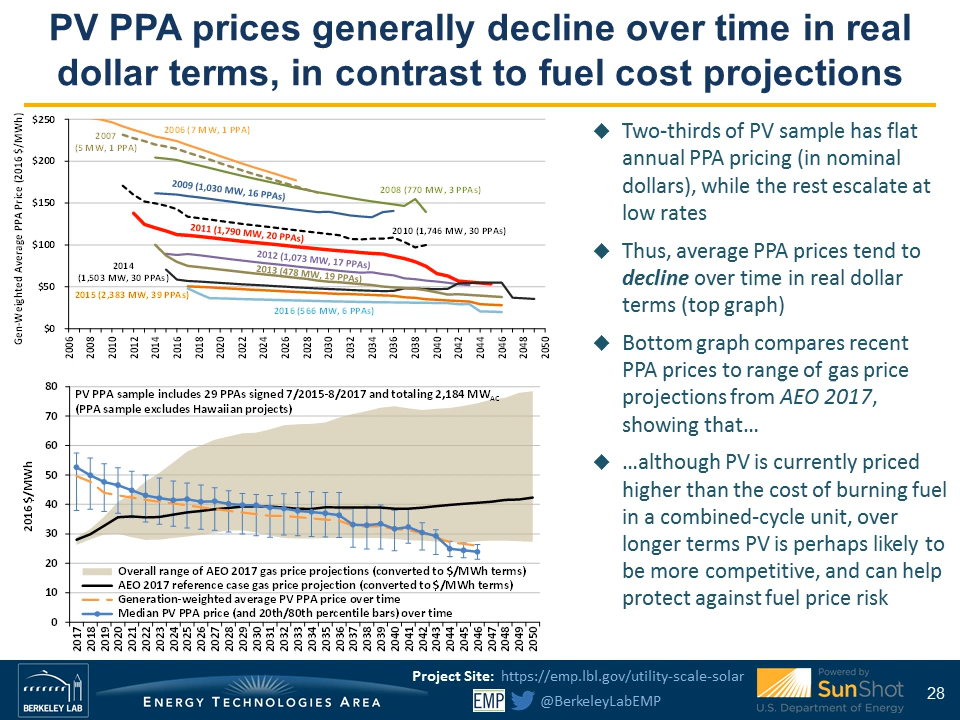 PV PPA prices generally decline over time in real
dollar terms, in contrast to fuel cost projections
Gen-Weighted Average PPA Price (2016 $/MWh)
$250
$200
$150
$100
$50
$0
2006 (7 MW, 1 PPA)
2007
(5 MW, 1 PPA)
2008 (770 MW, 3 PPAs)
2009 (1,030 MW, 16 PPAs)
2010 (1,746 MW, 30 PPAs)
2011 (1,790 MW, 20 PPAs)
2012 (1,073 MW, 17 PPAs)
2013 (478 MW, 19 PPAs)
2014
(1,503 MW, 30 PPAs)
2015 (2,383 MW, 39 PPAs)
2016 (566 MW, 6 PPAs)
2006 2008 2010 2012 2014 2016 2018 2020 2022 2024 2026 2028 2030 2032 2034 2036 2038 2040 2042 2044 2046 2048 2050
2016 $/MWh
80
70
60
50
40
30
20
10
0
PV PPA sample includes 29 PPAs signed 7/2015-8/2017 and totaling 2,184 MWAC
(PPA sample excludes Hawaiian projects)
Overall range of AEO 2017 gas price projections (converted to $/MWh terms)
AEO 2017 reference case gas price projection (converted to $/MWh terms)
Generation-weighted average PV PPA price over time
Median PV PPA price (and 20th/80th percentile bars) over time
2017 2018 2019 2020 2021 2022 2023 2024 2025 2026 2027 2028 2029 2030 2031 2032 2033 2034 2035 2036 2037 2038 2039 2040 2041 2042 2043 2044 2045 2046 2047 2048 2049 2050
◆ Two-thirds of PV sample has flat
annual PPA pricing (in nominal
dollars), while the rest escalate at
low rates
◆ Thus, average PPA prices tend to
decline over time in real dollar
terms (top graph)
◆ Bottom graph compares recent
PPA prices to range of gas price
projections from AEO 2017,
showing that…
◆ …although PV is currently priced
higher than the cost of burning fuel
in a combined-cycle unit, over
longer terms PV is perhaps likely to
be more competitive, and can help
protect against fuel price risk
BERKELEY LAB
ENERGY TECHNOLOGIES AREA
Project Site: https://emp.lbl.gov/utility-scale-solar
EMP @BerkeleyLabEMP
Powered by
SunShot
U.S. Department of Energy
28